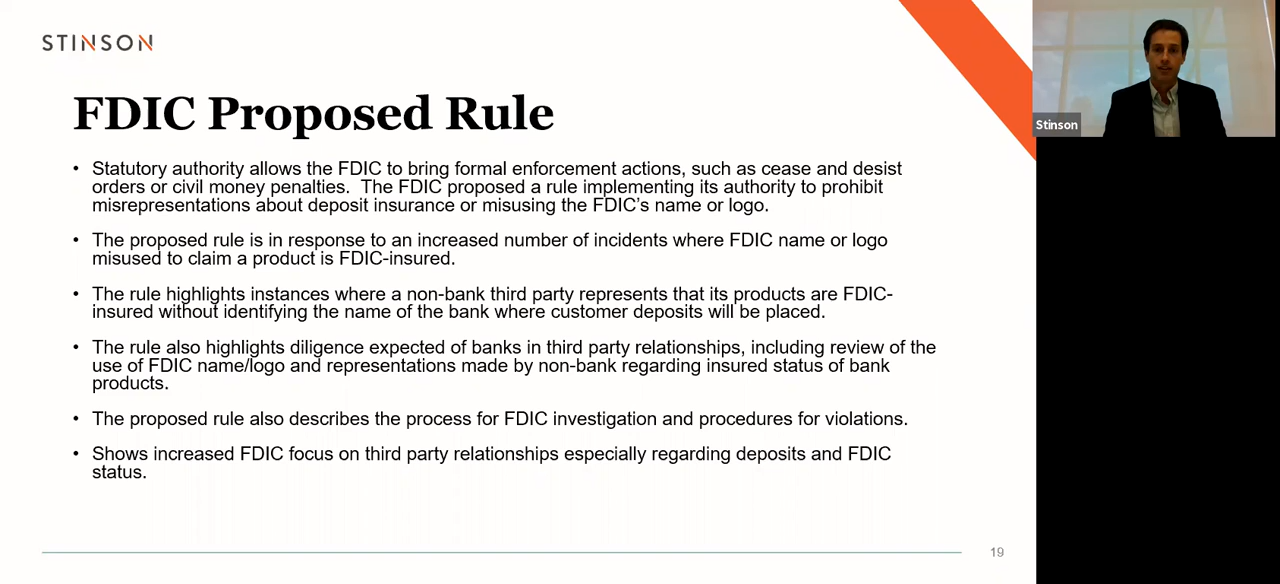 STINSON
FDIC Proposed Rule
• Statutory authority allows the FDIC to bring formal enforcement actions, such as cease and desist
orders or civil money penalties.  The FDIC proposed a rule implementing its authority to prohibit
misrepresentations about deposit insurance or misusing the FDIC’s name or logo.
• The proposed rule is in response to an increased number of incidents where FDIC name or logo
misused to claim a product is FDIC-insured.
• The rule highlights instances where a non-bank third party represents that its products are FDIC-
insured without identifying the name of the bank where customer deposits will be placed.
• The rule also highlights diligence expected of banks in third party relationships, including review of the
use of FDIC name/logo and representations made by non-bank regarding insured status of bank
products.
• The proposed rule also describes the process for FDIC investigation and procedures for violations.
• Shows increased FDIC focus on third party relationships especially regarding deposits and FDIC
status.
19
Stinson